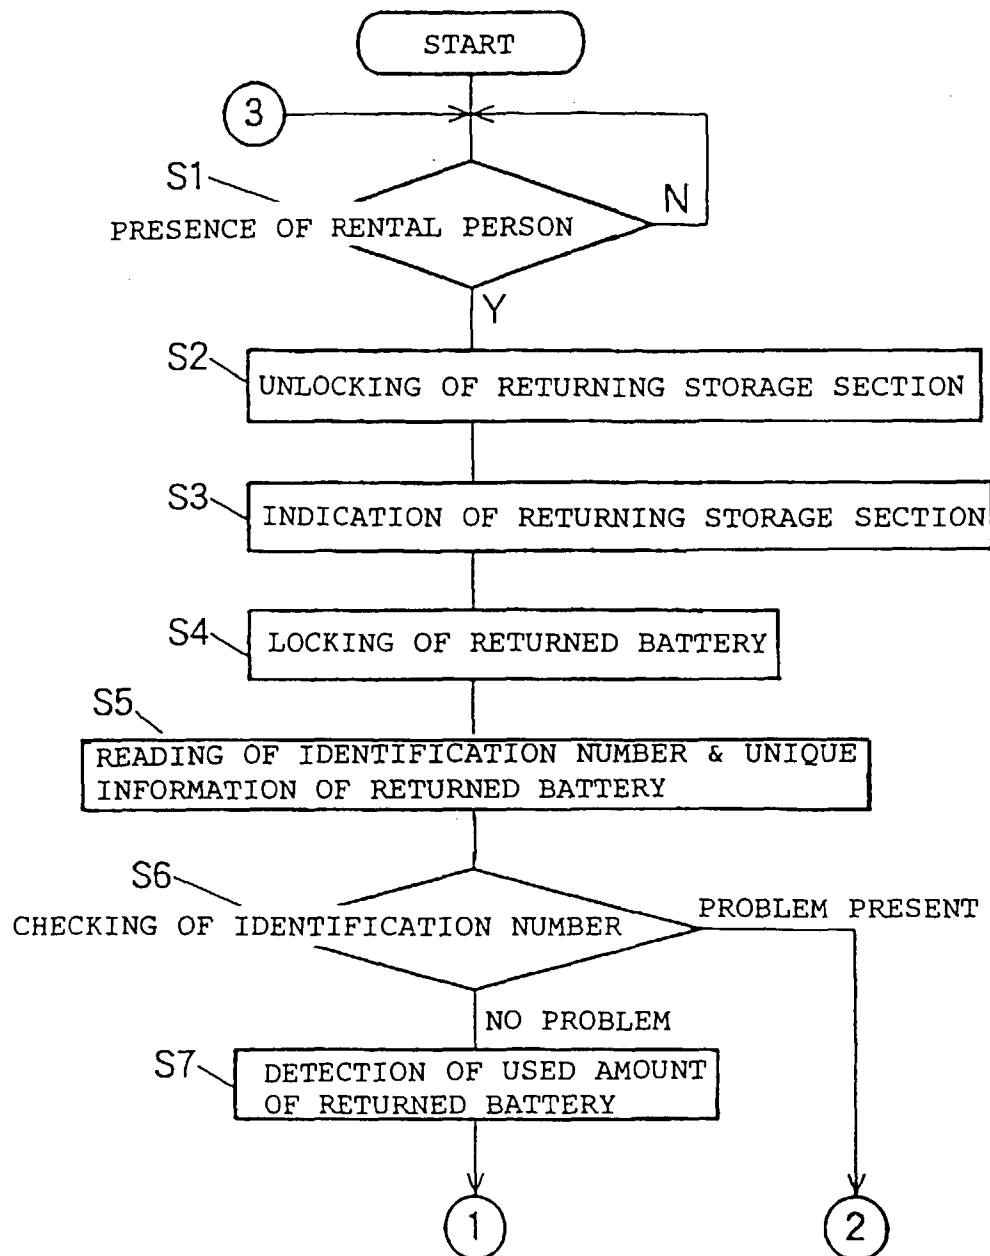 START
3
S1
N
PRESENCE OF RENTAL PERSON
Y
S2
UNLOCKING OF RETURNING STORAGE SECTION
S3
INDICATION OF RETURNING STORAGE SECTION
S4
LOCKING OF RETURNED BATTERY
S5
READING OF IDENTIFICATION NUMBER & UNIQUE
INFORMATION OF RETURNED BATTERY
S6
PROBLEM PRESENT
CHECKING OF IDENTIFICATION NUMBER
NO PROBLEM
S7
DETECTION OF USED AMOUNT
OF RETURNED BATTERY
1
2